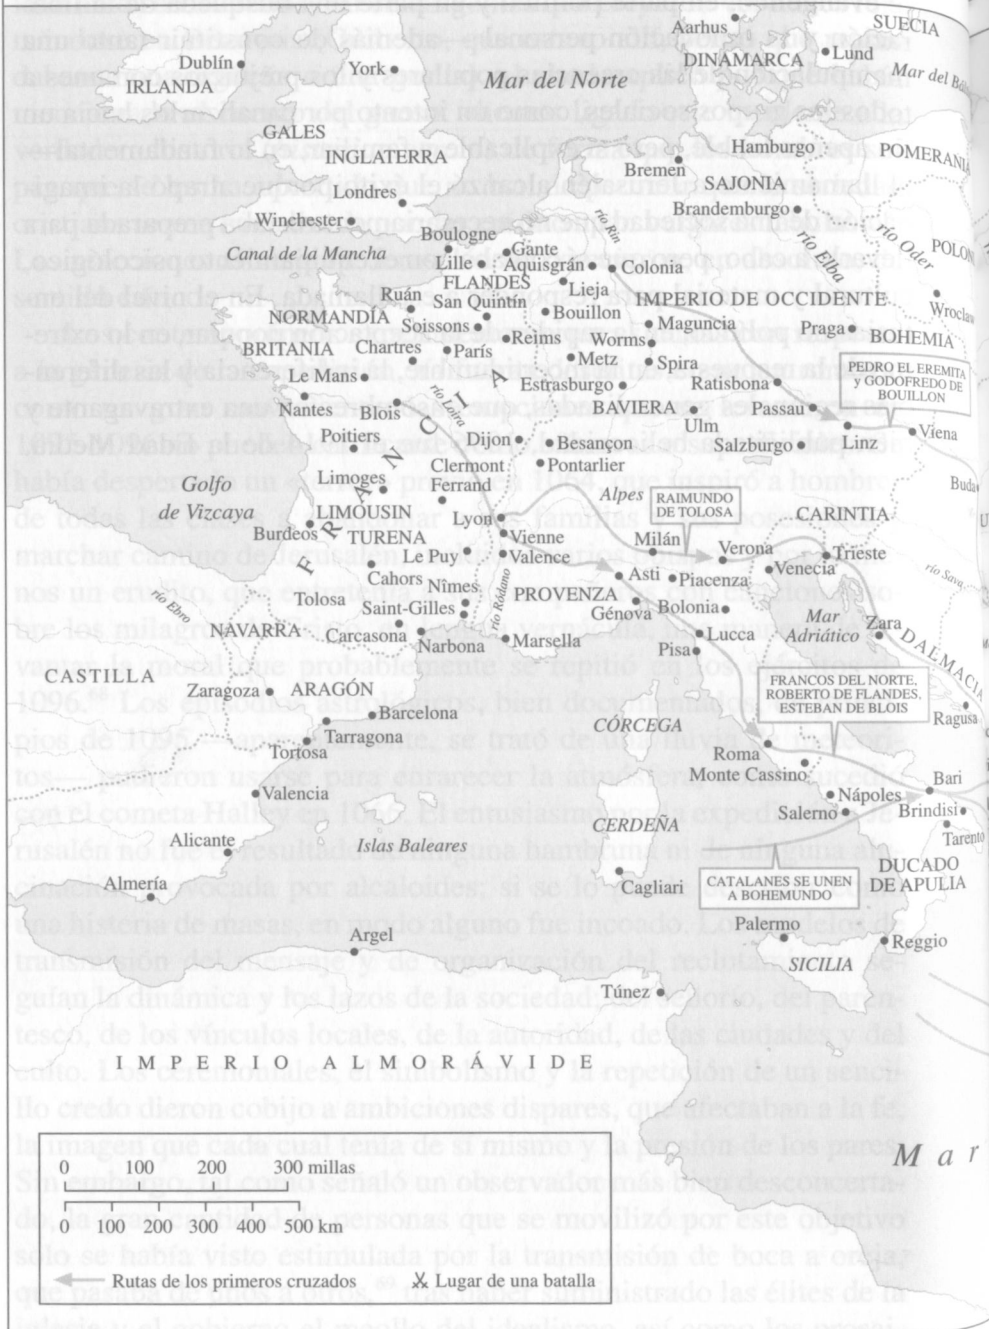 Aarhus
SUECIA
Dublín
York
Mar del Norte
DINAMARCA
Lund
IRLANDA
Mar del
GALES
INGLATERRA
Hamburgo
POMERANIA
Bremen
SAJONIA
Londres
Brandemburgo
Winchester
río Rin
Boulogne
Gante
río Elba
río Oder
POLON
Canal de la Mancha
Lille
Aquisgrán
Colonia
FLANDES
Lieja
Ruán
San Quintín
IMPERIO DE OCCIDENTE
NORMANDÍA
Bouillon
Wrocław
Soissons
Maguncia
Praga
Reims
Worms
BOHEMIA
BRITANIA
Chartres
París
Metz
Spira
PEDRO EL EREMITA
y GODOFREDO DE
BOUILLON
Le Mans
Estrasburgo
Ratisbona
río Loira
Nantes
Blois
BAVIERA
Passau
Ulm
Linz
Viena
Poitiers
Dijon
Besançon
Salzburgo
Clermont
Ferrand
Pontarlier
Limoges
Buda
Golfo
de Vizcaya
FRANCIA
Alpes
RAIMUNDO
DE TOLOSA
LIMOUSIN
CARINTIA
Burdeos
TURENA
Lyon
Vienne
Milán
Verona
Trieste
Le Puy
Valence
Venecia
Cahors
Asti
Piacenza
río Sava
Nîmes
PROVENZA
río Ebro
Tolosa
Saint-Gilles
río Ródano
Génova
Bolonia
Mar
Adriático
Zara
NAVARRA
Carcasona
Marsella
Lucca
DALMACIA
Narbona
Pisa
CASTILLA
Zaragoza
ARAGÓN
FRANCOS DEL NORTE,
ROBERTO DE FLANDES,
ESTEBAN DE BLOIS
Barcelona
CÓRCEGA
Ragusa
Tarragona
Tortosa
Roma
Monte Cassino
Valencia
Nápoles
Bari
Salerno
Brindisi
CERDEÑA
Alicante
Islas Baleares
Tarento
DUCADO
DE APULIA
Almería
Cagliari
CATALANES SE UNEN
A BOHEMUNDO
Palermo
Argel
Reggio
SICILIA
Túnez
IMPERIO ALMORÁVIDE
Mar
0 100 200 300 millas
0 100 200 300 400 500 km
Rutas de los primeros cruzados
Lugar de una batalla